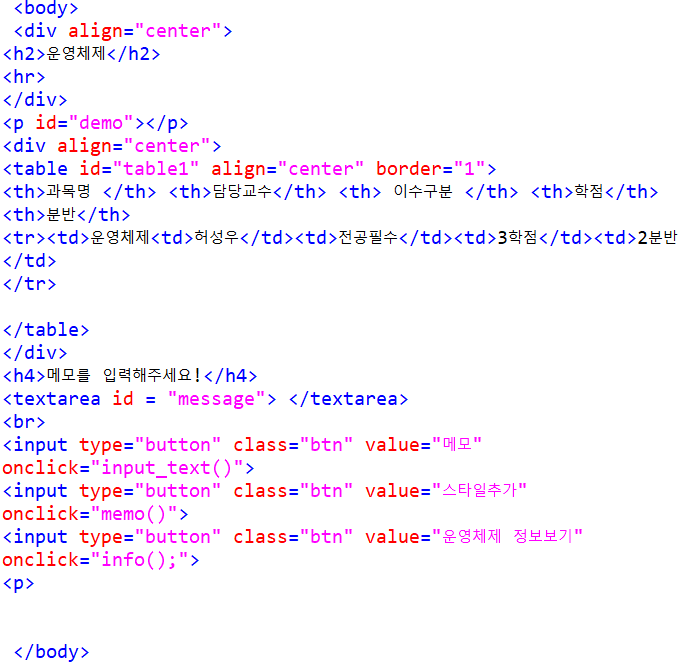 <body>
<div align="center">
<h2>운영체제</h2>
<hr>
</div>
<p id="demo"></p>
<div align="center">
<table id="table1" align="center" border="1">
<th>과목명 </th> <th>담당교수</th> <th> 이수구분 </th> <th>학점</th>
<th>분반</th>
<tr><td>운영체제<td>허성우</td><td>전공필수</td><td>3학점</td><td>2분반
</td>
</tr>
</table>
</div>
<h4>메모를 입력해주세요!</h4>
<textarea id = "message"> </textarea>
<br>
<input type="button" class="btn" value="메모"
onclick="input_text()">
<input type="button" class="btn" value="스타일추가"
onclick="memo()">
<input type="button" class="btn" value="운영체제 정보보기"
onclick="info();">
<p>
</body>